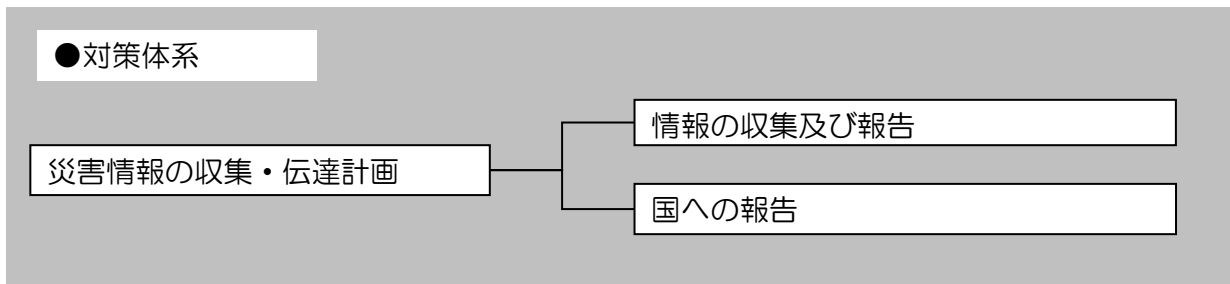 ●対策体系
情報の収集及び報告
災害情報の収集・伝達計画
国への報告